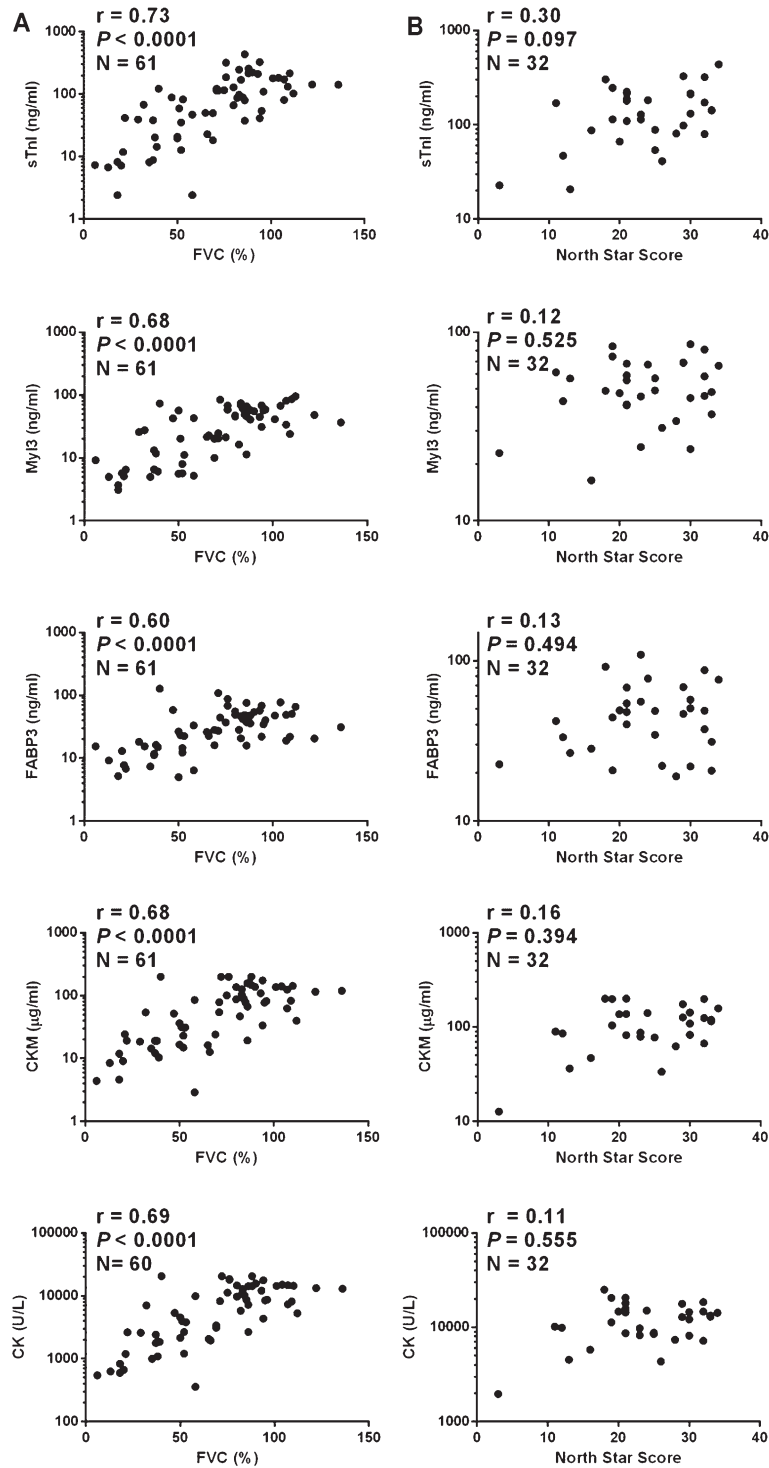 A
r = 0.73
P < 0.0001
N = 61
1000
100
10
1
sTnI (ng/ml)
0
50
100
150
FVC (%)
B
r = 0.30
P = 0.097
N = 32
1000
100
10
sTnI (ng/ml)
0
10
20
30
40
North Star Score
r = 0.68
P < 0.0001
N = 61
1000
100
10
1
Myl3 (ng/ml)
0
50
100
150
FVC (%)
r = 0.12
P = 0.525
N = 32
100
10
Myl3 (ng/ml)
0
10
20
30
40
North Star Score
r = 0.60
P < 0.0001
N = 61
1000
100
10
1
FABP3 (ng/ml)
0
50
100
150
FVC (%)
r = 0.13
P = 0.494
N = 32
100
10
FABP3 (ng/ml)
0
10
20
30
40
North Star Score
r = 0.68
P < 0.0001
N = 61
1000
100
10
1
CKM (µg/ml)
0
50
100
150
FVC (%)
r = 0.16
P = 0.394
N = 32
1000
100
10
CKM (µg/ml)
0
10
20
30
40
North Star Score
r = 0.69
P < 0.0001
N= 60
100000
10000
1000
100
CK (U/L)
0
50
100
150
FVC (%)
r = 0.11
P = 0.555
N = 32
100000
10000
1000
CK (U/L)
0
10
20
30
40
North Star Score